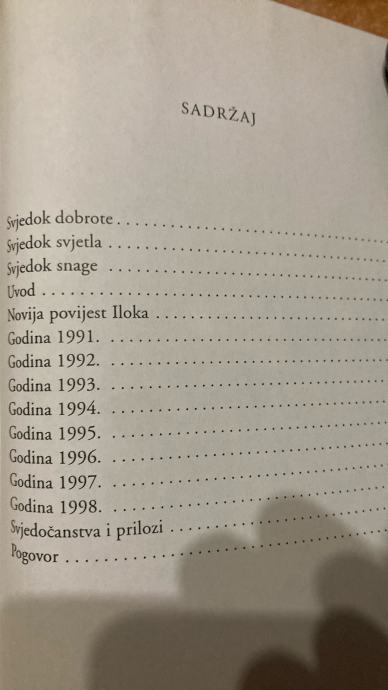 SADRŽAJ
Svjedok dobrote . . . . . . . . . . . . . . . . . . . . . . . .
Svjedok svjetla . . . . . . . . . . . . . . . . . . . . . . . .
Svjedok snage . . . . . . . . . . . . . . . . . . . . . . . .
Uvod . . . . . . . . . . . . . . . . . . . . . . . . . . . . . .
Novija povijest Iloka . . . . . . . . . . . . . . . . . . . .
Godina 1991. . . . . . . . . . . . . . . . . . . . . . . . .
Godina 1992. . . . . . . . . . . . . . . . . . . . . . . . .
Godina 1993. . . . . . . . . . . . . . . . . . . . . . . . .
Godina 1994. . . . . . . . . . . . . . . . . . . . . . . . .
Godina 1995. . . . . . . . . . . . . . . . . . . . . . . . .
Godina 1996. . . . . . . . . . . . . . . . . . . . . . . . .
Godina 1997. . . . . . . . . . . . . . . . . . . . . . . . .
Godina 1998. . . . . . . . . . . . . . . . . . . . . . . . .
Svjedočanstva i prilozi . . . . . . . . . . . . . . . . . .
Pogovor . . . . . . . . . . . . . . . . . . . . . . . . . . . .